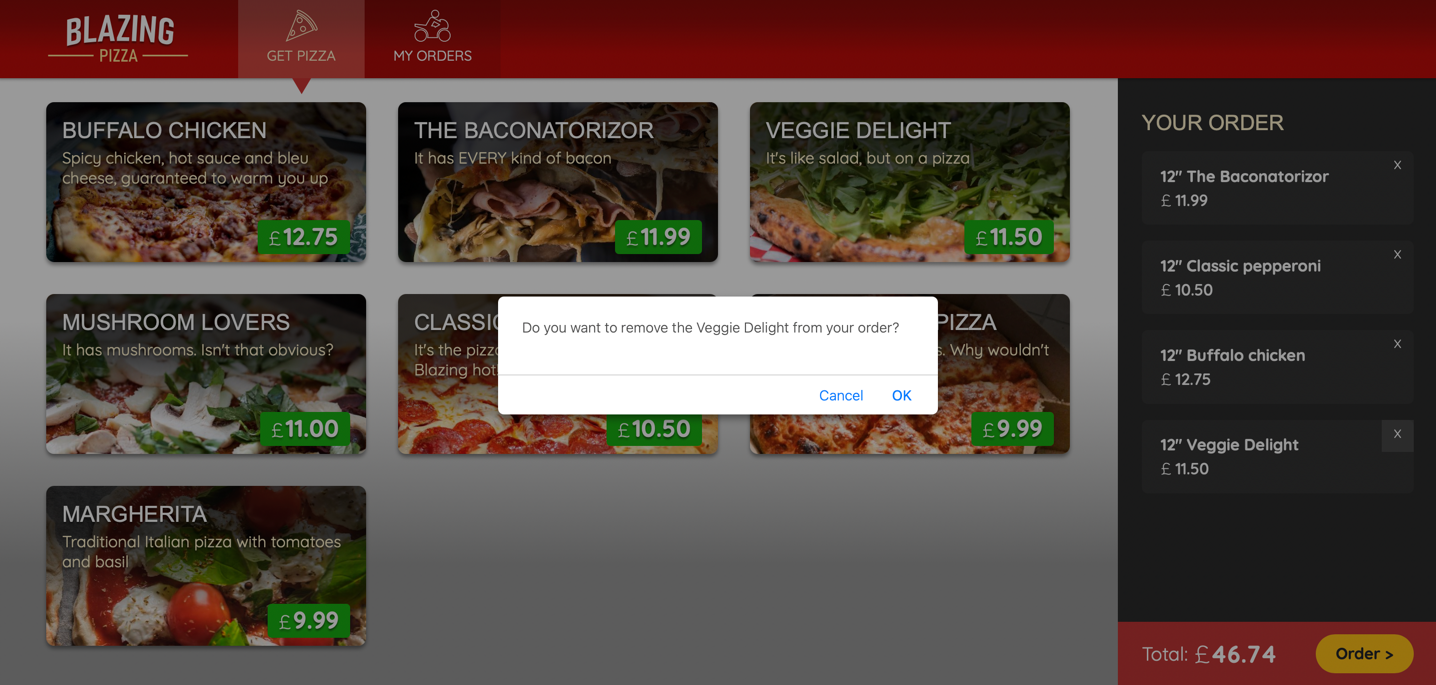 BLAZING
PIZZA
GET PIZZA
MY ORDERS
BUFFALO CHICKEN
Spicy chicken, hot sauce and bleu
cheese, guaranteed to warm you up
£12.75
THE BACONATORIZOR
It has EVERY kind of bacon
£11.99
VEGGIE DELIGHT
It's like salad, but on a pizza
£11.50
MUSHROOM LOVERS
It has mushrooms. Isn't that obvious?
£11.00
It's the
Blazing hot!
£10.50
PIZZA
Why wouldn't
£9.99
MARGHERITA
Traditional Italian pizza with tomatoes
and basil
£9.99
Do you want to remove the Veggie Delight from your order?
Cancel OK
YOUR ORDER
X
12" The Baconatorizor
£ 11.99
X
12" Classic pepperoni
£ 10.50
X
12" Buffalo chicken
£ 12.75
X
12" Veggie Delight
£ 11.50
Total: £46.74
Order >